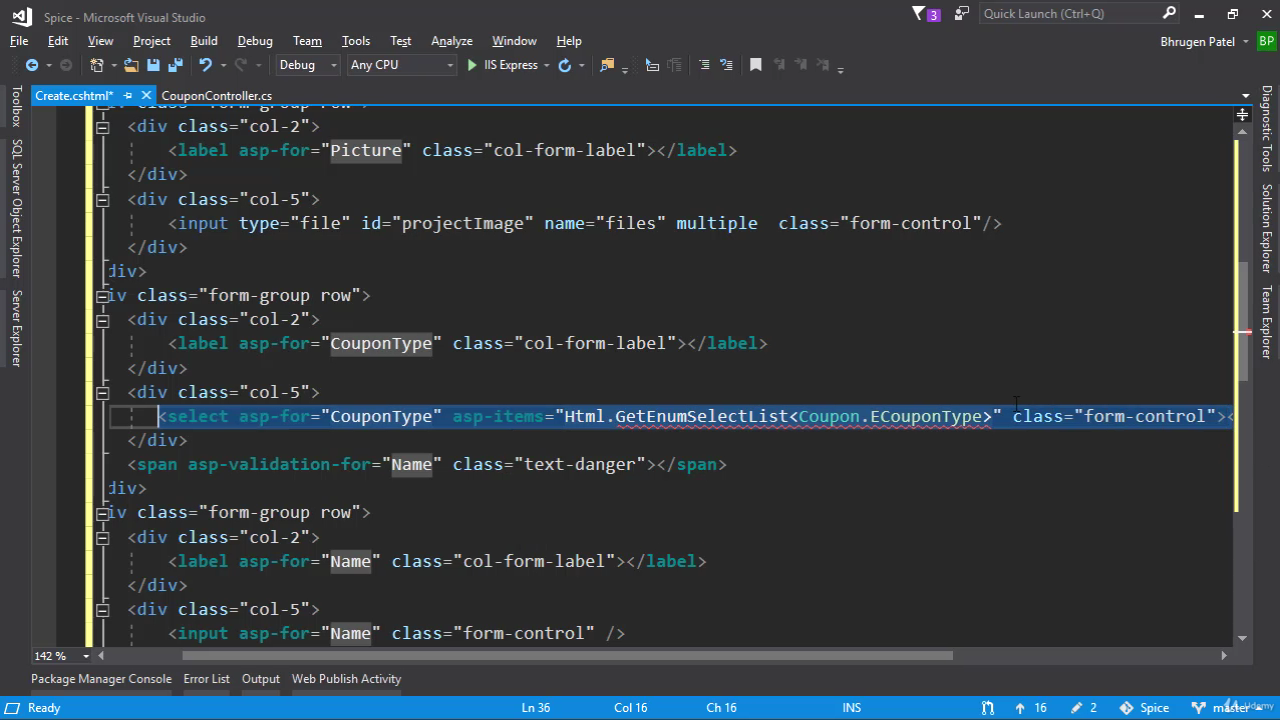 Spice - Microsoft Visual Studio
3
Quick Launch (Ctrl+Q)
File Edit View Project Build Debug Team Tools Test Analyze Window Help
Bhrugen Patel BP
Debug Any CPU IIS Express
Create.cshtml* CouponController.cs
Toolbox
SQL Server Object Explorer
Server Explorer
Diagnostic Tools
Solution Explorer
Team Explorer
iv class="form-group row">
<div class="col-2">
<label asp-for="Picture" class="col-form-label"></label>
</div>
<div class="col-5">
<input type="file" id="projectImage" name="files" multiple class="form-control"/>
</div>
div>
iv class="form-group row">
<div class="col-2">
<label asp-for="CouponType" class="col-form-label"></label>
</div>
<div class="col-5">
<select asp-for="CouponType" asp-items="Html.GetEnumSelectList<Coupon.ECouponType>" class="form-control"><
</div>
<span asp-validation-for="Name" class="text-danger"></span>
div>
iv class="form-group row">
<div class="col-2">
<label asp-for="Name" class="col-form-label"></label>
</div>
<div class="col-5">
<input asp-for="Name" class="form-control" />
142 %
Package Manager Console Error List Output Web Publish Activity
Ready Ln 36 Col 16 Ch 16 INS 16 2 Spice master
Udemy